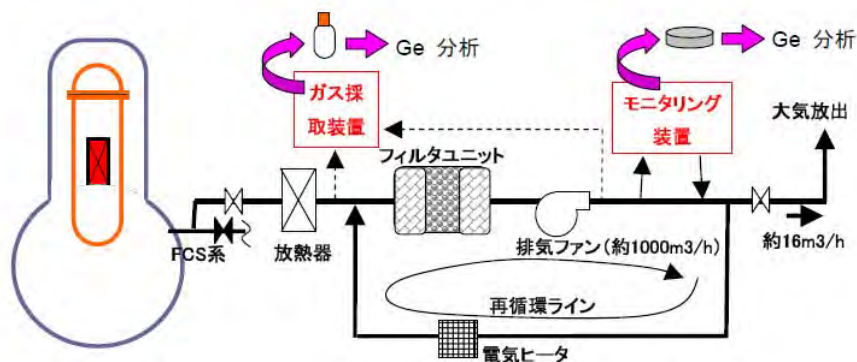 Ge 分析
Ge 分析
ガス採
取装置
モニタリング
装置
大気放出
フィルタユニット
FCS系
放熱器
排気ファン(約1000m3/h)
約16m3/h
再循環ライン
電気ヒータ